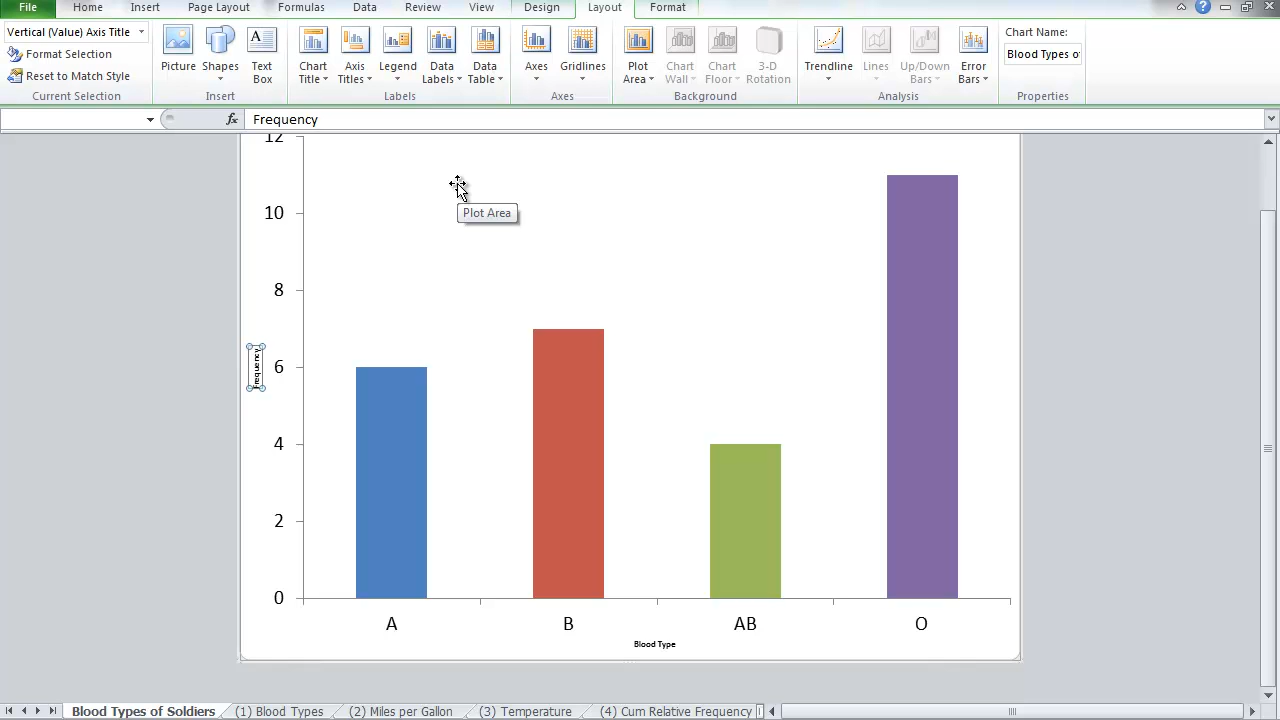 File Home Insert Page Layout Formulas Data Review View Design Layout Format
Vertical (Value) Axis Title
Format Selection
Reset to Match Style
Current Selection
Picture Shapes Text Box
Insert
Chart Title Axis Titles Legend Data Labels Data Table
Labels
Axes Gridlines
Axes
Plot Area Chart Wall Chart Floor 3-D Rotation
Background
Trendline Lines Up/Down Bars Error Bars
Analysis
Chart Name:
Blood Types o
Properties
fx Frequency
12
10
8
6
4
2
0
Plot Area
Frequency
A B AB O
Blood Type
Blood Types of Soldiers (1) Blood Types (2) Miles per Gallon (3) Temperature (4) Cum Relative Frequency